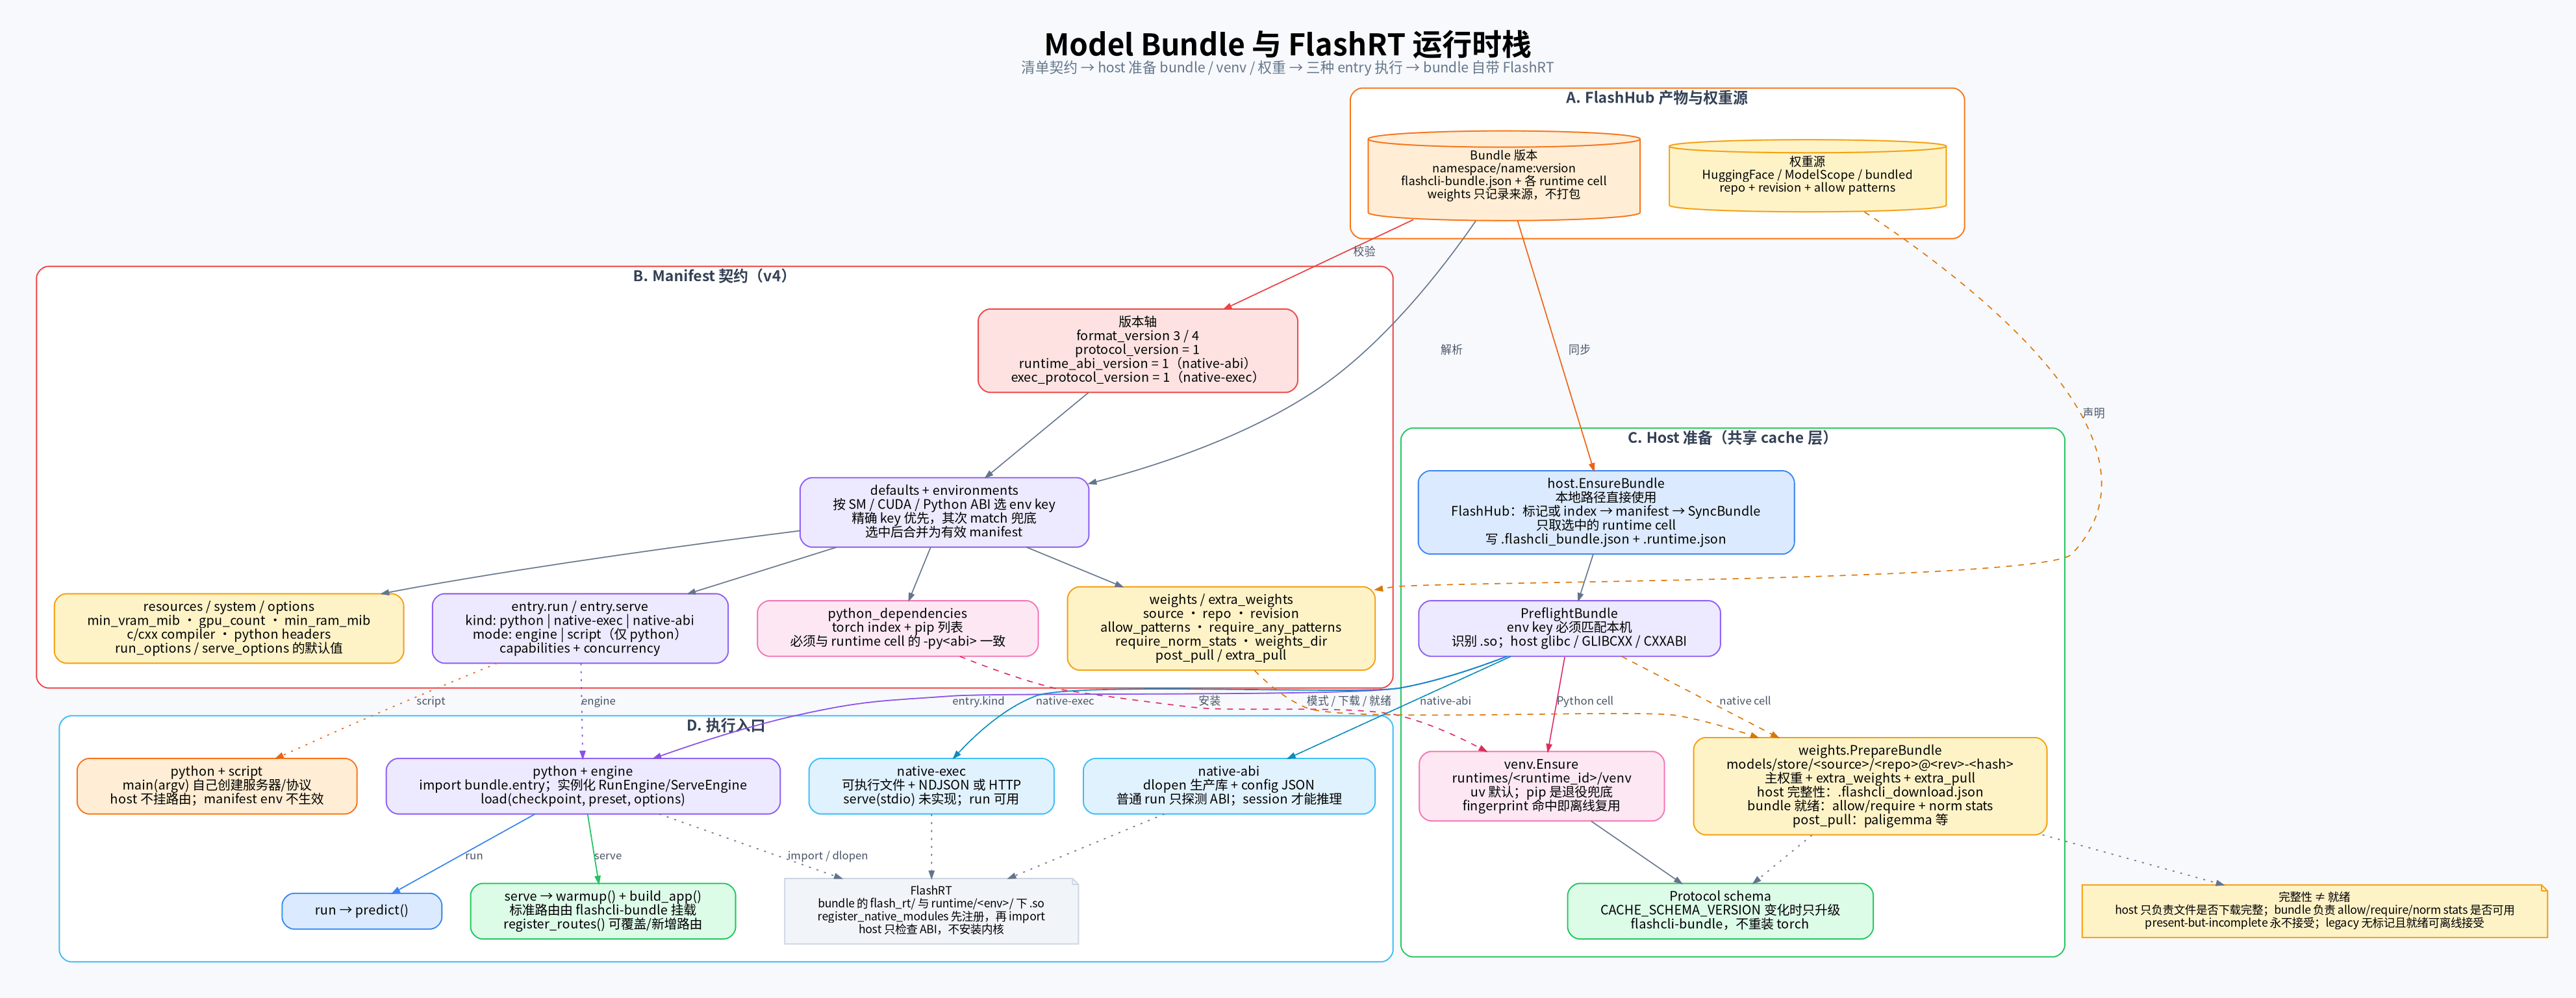 Model Bundle 与 FlashRT 运行时栈
清单契约 → host 准备 bundle / venv / 权重 → 三种 entry 执行 → bundle 自带 FlashRT
A. FlashHub 产物与权重源
Bundle 版本
namespace/name:version
flashcli-bundle.json + 各 runtime cell
weights 只记录来源，不打包
权重源
HuggingFace / ModelScope / bundled
repo + revision + allow patterns
校验
解析
同步
声明
B. Manifest 契约（v4）
版本轴
format_version 3 / 4
protocol_version = 1
runtime_abi_version = 1（native-abi）
exec_protocol_version = 1（native-exec）
defaults + environments
按 SM / CUDA / Python ABI 选 env key
精确 key 优先，其次 match 兜底
选中后合并为有效 manifest
resources / system / options
min_vram_mib · gpu_count · min_ram_mib
c/cxx compiler · python headers
run_options / serve_options 的默认值
entry.run / entry.serve
kind: python | native-exec | native-abi
mode: engine | script（仅 python）
capabilities + concurrency
python_dependencies
torch index + pip 列表
必须与 runtime cell 的 -py<abi> 一致
weights / extra_weights
source · repo · revision
allow_patterns · require_any_patterns
require_norm_stats · weights_dir
post_pull / extra_pull
C. Host 准备（共享 cache 层）
host.EnsureBundle
本地路径直接使用
FlashHub：标记或 index → manifest → SyncBundle
只取选中的 runtime cell
写 .flashcli_bundle.json + .runtime.json
PreflightBundle
env key 必须匹配本机
识别 .so；host glibc / GLIBCXX / CXXABI
script
engine
entry.kind
native-exec
安装
模式 / 下载 / 就绪
native-abi
Python cell
native cell
D. 执行入口
python + script
main(argv) 自己创建服务器/协议
host 不挂路由；manifest env 不生效
python + engine
import bundle.entry；实例化 RunEngine/ServeEngine
load(checkpoint, preset, options)
native-exec
可执行文件 + NDJSON 或 HTTP
serve(stdio) 未实现；run 可用
native-abi
dlopen 生产库 + config JSON
普通 run 只探测 ABI；session 才能推理
venv.Ensure
runtimes/<runtime_id>/venv
uv 默认；pip 是退役兜底
fingerprint 命中即离线复用
weights.PrepareBundle
models/store/<source>/<repo>@<rev>-<hash>
主权重 + extra_weights + extra_pull
host 完整性：.flashcli_download.json
bundle 就绪：allow/require + norm stats
post_pull：paligemma 等
run
serve
import / dlopen
run → predict()
serve → warmup() + build_app()
标准路由由 flashcli-bundle 挂载
register_routes() 可覆盖/新增路由
FlashRT
bundle 的 flash_rt/ 与 runtime/<env>/ 下 .so
register_native_modules 先注册，再 import
host 只检查 ABI，不安装内核
Protocol schema
CACHE_SCHEMA_VERSION 变化时只升级
flashcli-bundle，不重装 torch
完整性 ≠ 就绪
host 只负责文件是否下载完整；bundle 负责 allow/require/norm stats 是否可用
present-but-incomplete 永不接受；legacy 无标记且就绪可离线接受